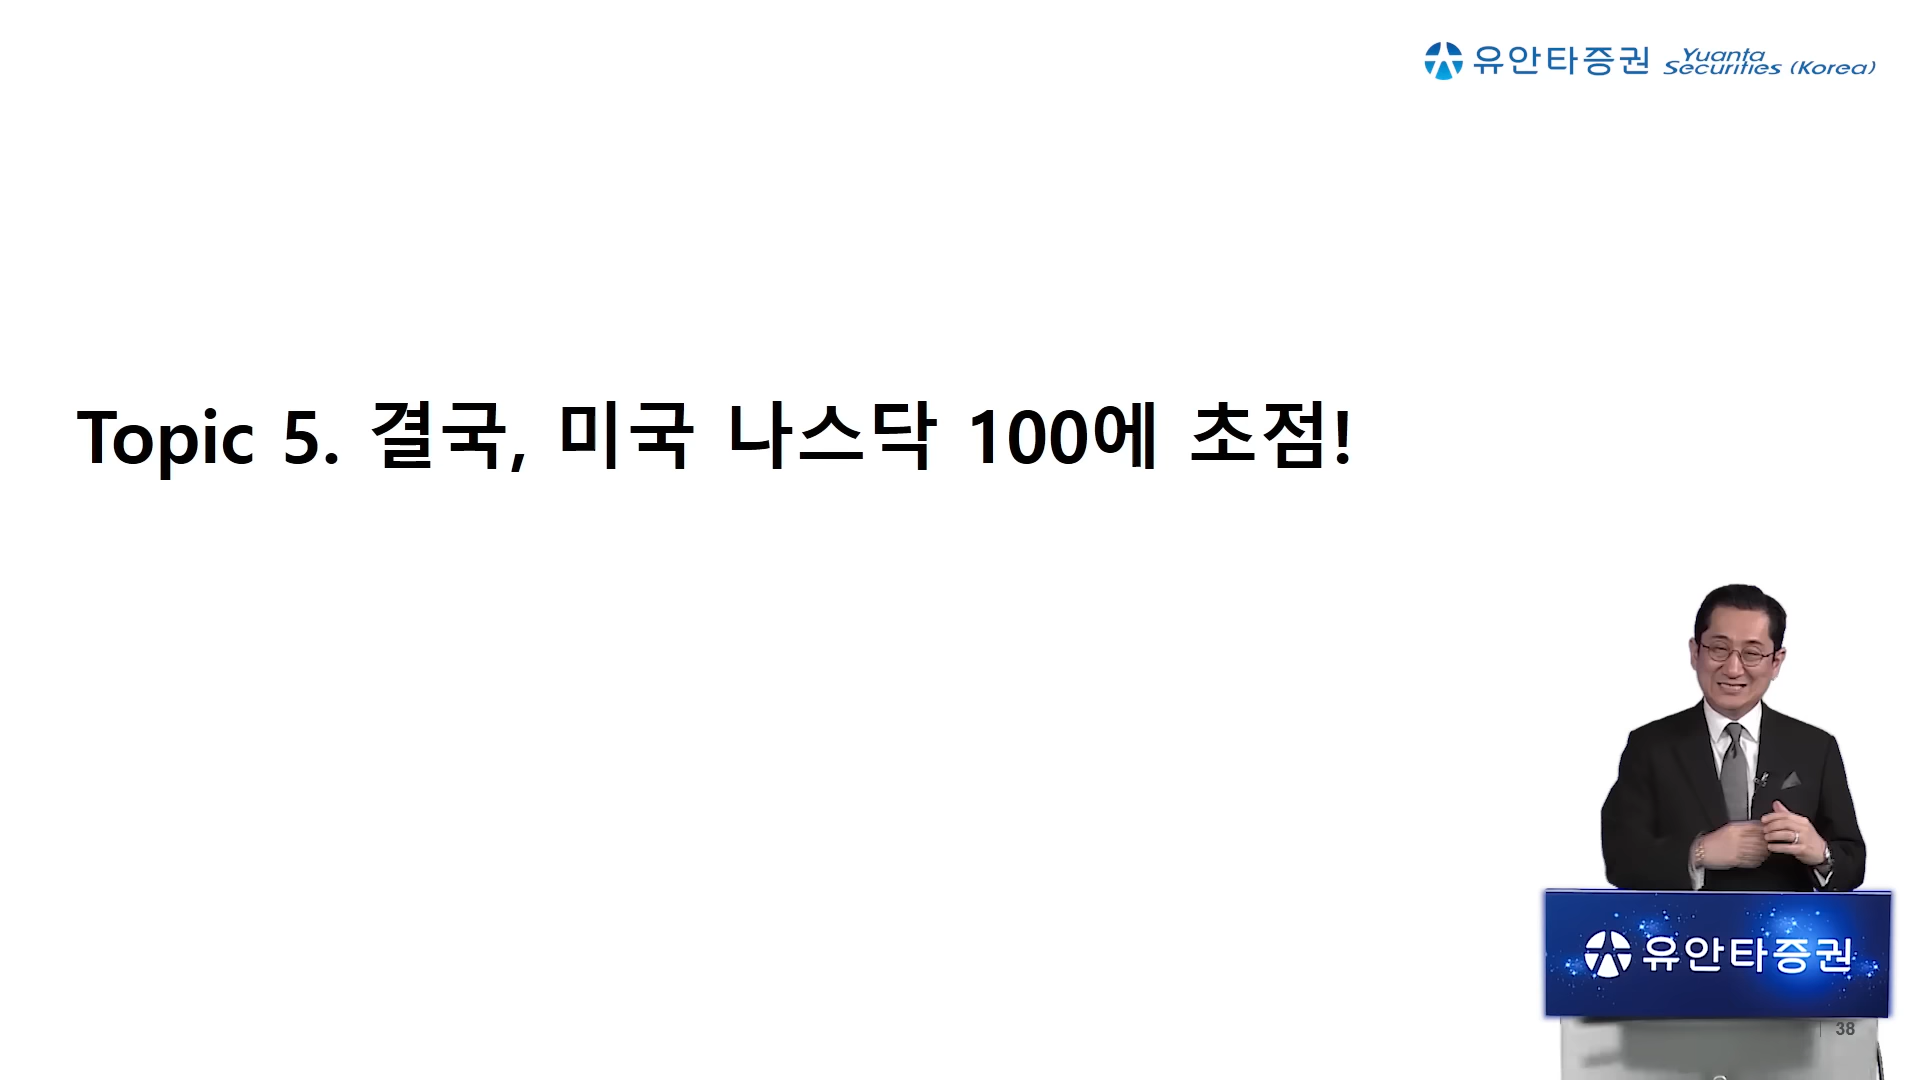 유안타증권 Yuanta Securities (Korea)
Topic 5. 결국, 미국 나스닥 100에 초점!
유안타증권
38